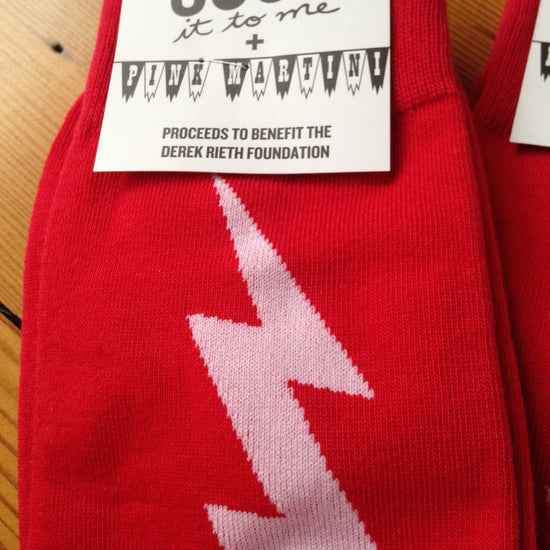 it to me
+
PINK MARTINI
PROCEEDS TO BENEFIT THE
DEREK RIETH FOUNDATION